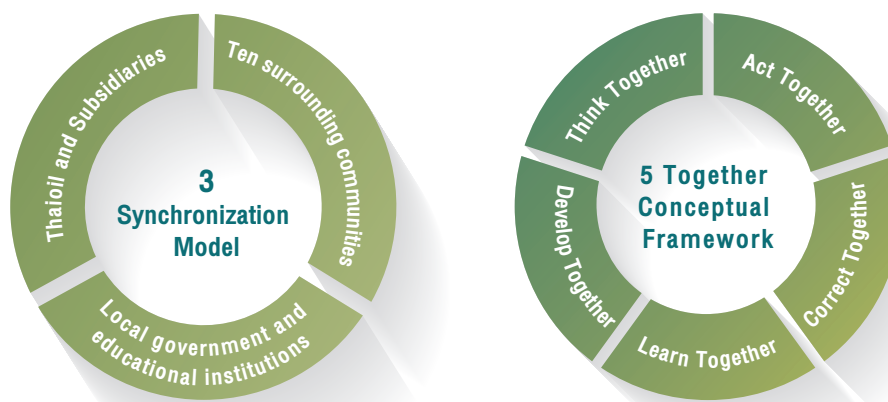 Thaioil and Subsidiaries
Ten surrounding communities
Local government and
educational institutions
3
Synchronization
Model
Think Together
Act Together
Correct Together
Learn Together
Develop Together
5 Together
Conceptual
Framework